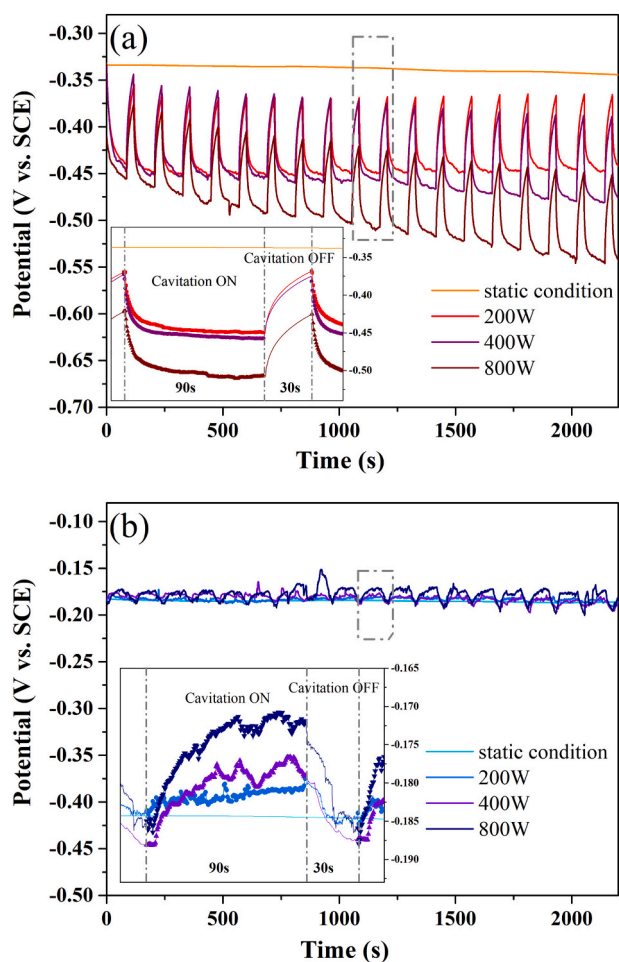 (a)
Potential (V vs. SCE)
-0.30
-0.35
-0.40
-0.45
-0.50
-0.55
-0.60
-0.65
-0.70
Cavitation ON
Cavitation OFF
-0.35
-0.40
-0.45
-0.50
90s
30s
static condition
200W
400W
800W
0
500
1000
1500
2000
Time (s)
(b)
Potential (V vs. SCE)
-0.10
-0.15
-0.20
-0.25
-0.30
-0.35
-0.40
-0.45
-0.50
Cavitation ON
Cavitation OFF
-0.165
-0.170
-0.175
-0.180
-0.185
-0.190
90s
30s
static condition
200W
400W
800W
0
500
1000
1500
2000
Time (s)